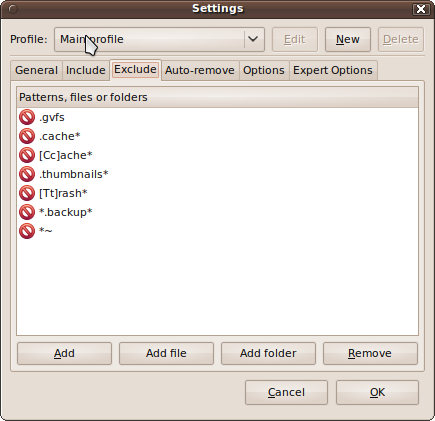 Settings
Profile: Main profile Edit New Delete
General Include Exclude Auto-remove Options Expert Options
Patterns, files or folders
.gvfs
.cache*
[Cc]ache*
.thumbnails*
[Tt]rash*
*.backup*
*~
Add Add file Add folder Remove
Cancel OK